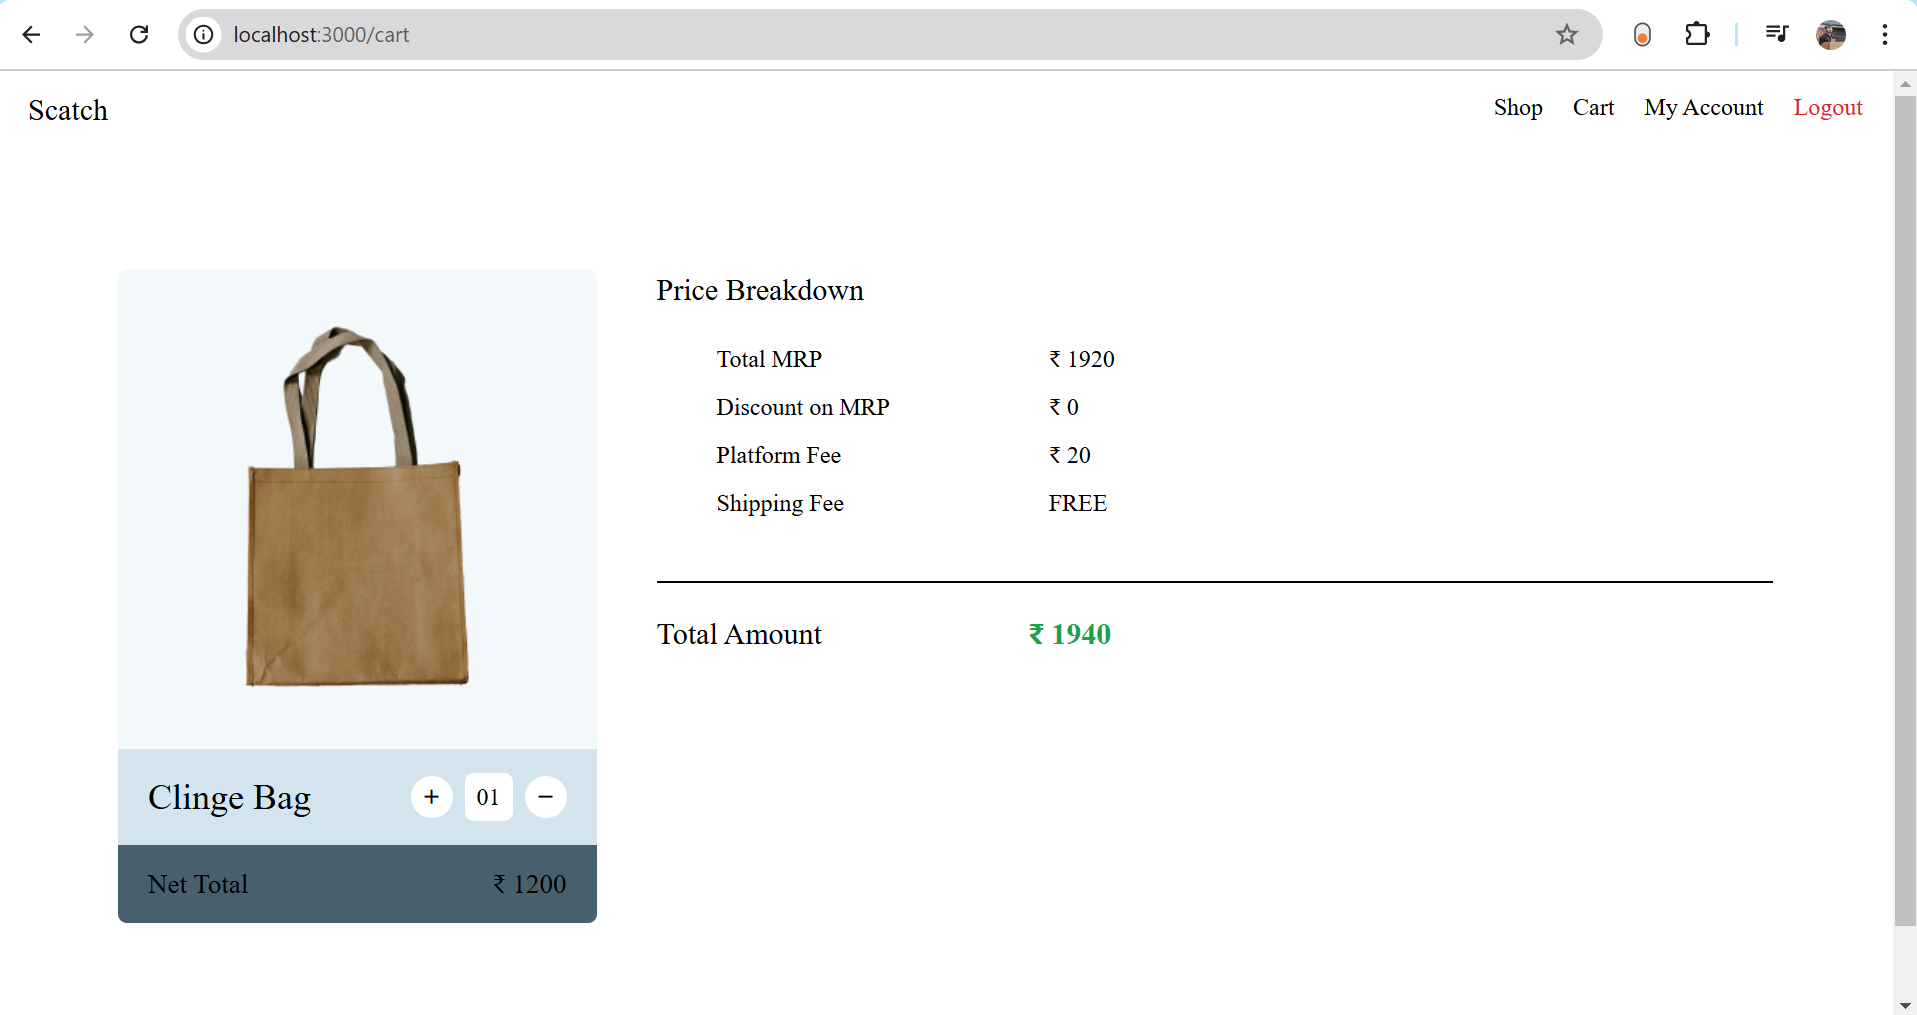 localhost:3000/cart
Scatch
Shop Cart My Account Logout
Price Breakdown
Total MRP ₹ 1920
Discount on MRP ₹ 0
Platform Fee ₹ 20
Shipping Fee FREE
Total Amount ₹ 1940
Clinge Bag + 01 −
Net Total ₹ 1200